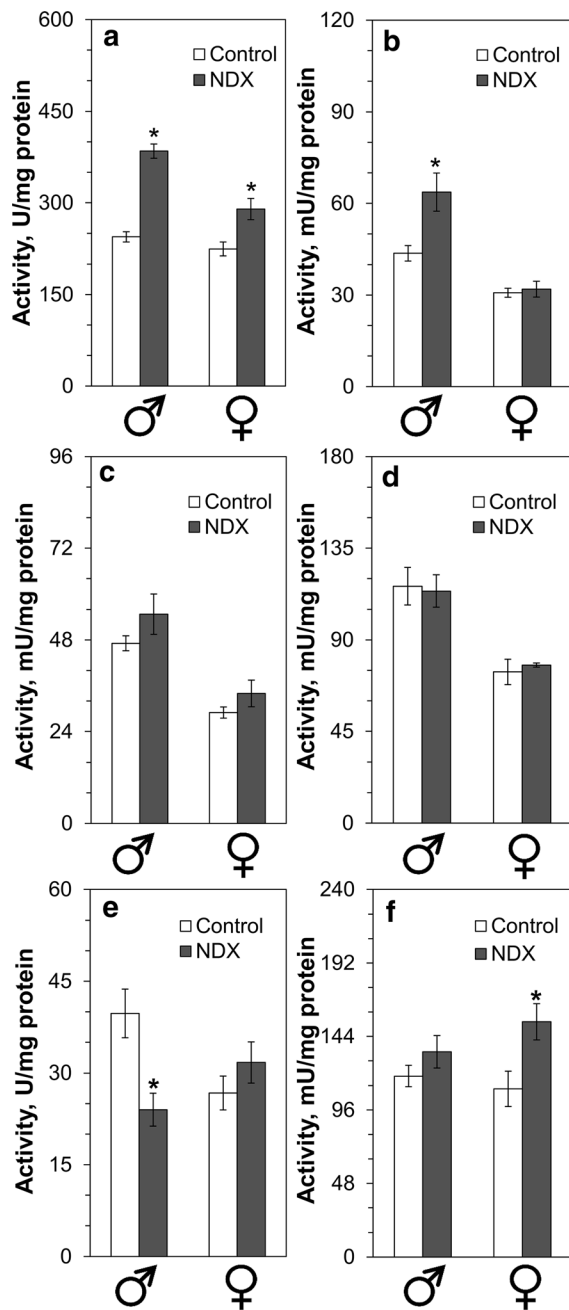 a
Control
NDX
Activity, U/mg protein
600
450
300
150
0
*
*
♂
♀
b
Control
NDX
Activity, mU/mg protein
120
90
60
30
0
*
♂
♀
c
Control
NDX
Activity, mU/mg protein
96
72
48
24
0
♂
♀
d
Control
NDX
Activity, mU/mg protein
180
135
90
45
0
♂
♀
e
Control
NDX
Activity, U/mg protein
60
45
30
15
0
*
♂
♀
f
Control
NDX
Activity, mU/mg protein
240
192
144
96
48
0
*
♂
♀